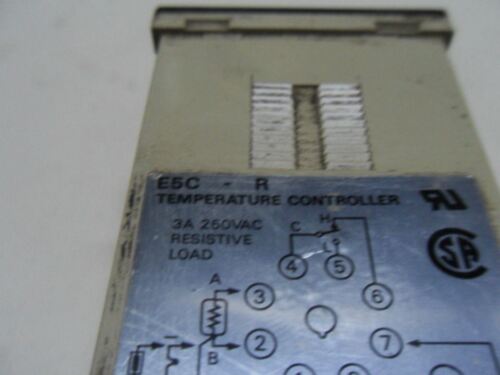 E5C - R
TEMPERATURE CONTROLLER
3A 250VAC
RESISTIVE
LOAD
C H
L
4 5
A 3 6
B 2 7